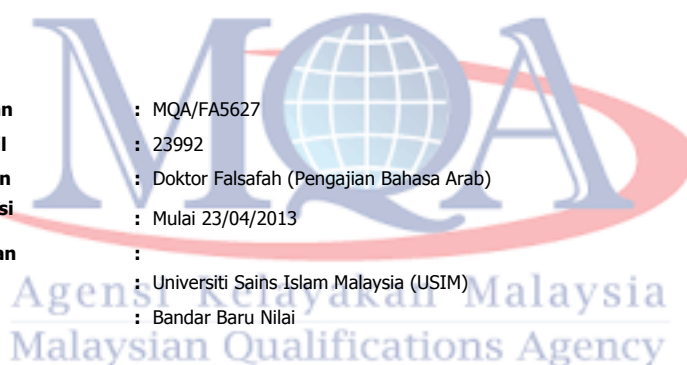 MQA
an : MQA/FA5627
l : 23992
n : Doktor Falsafah (Pengajian Bahasa Arab)
si : Mulai 23/04/2013
an :
: Universiti Sains Islam Malaysia (USIM)
Agensi Kelayakan Malaysia
: Bandar Baru Nilai
Malaysian Qualifications Agency